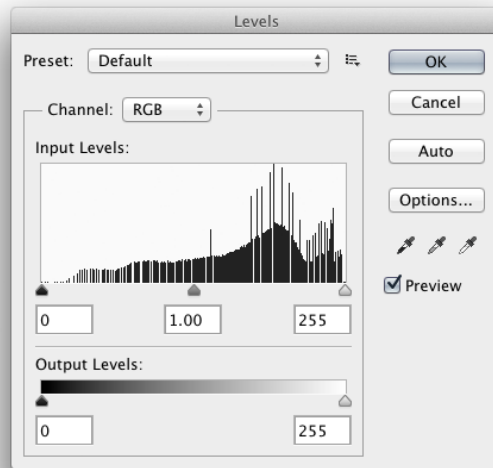 Levels
Preset: Default
OK
Channel: RGB
Cancel
Input Levels:
Auto
Options...
Preview
0 1.00 255
Output Levels:
0 255